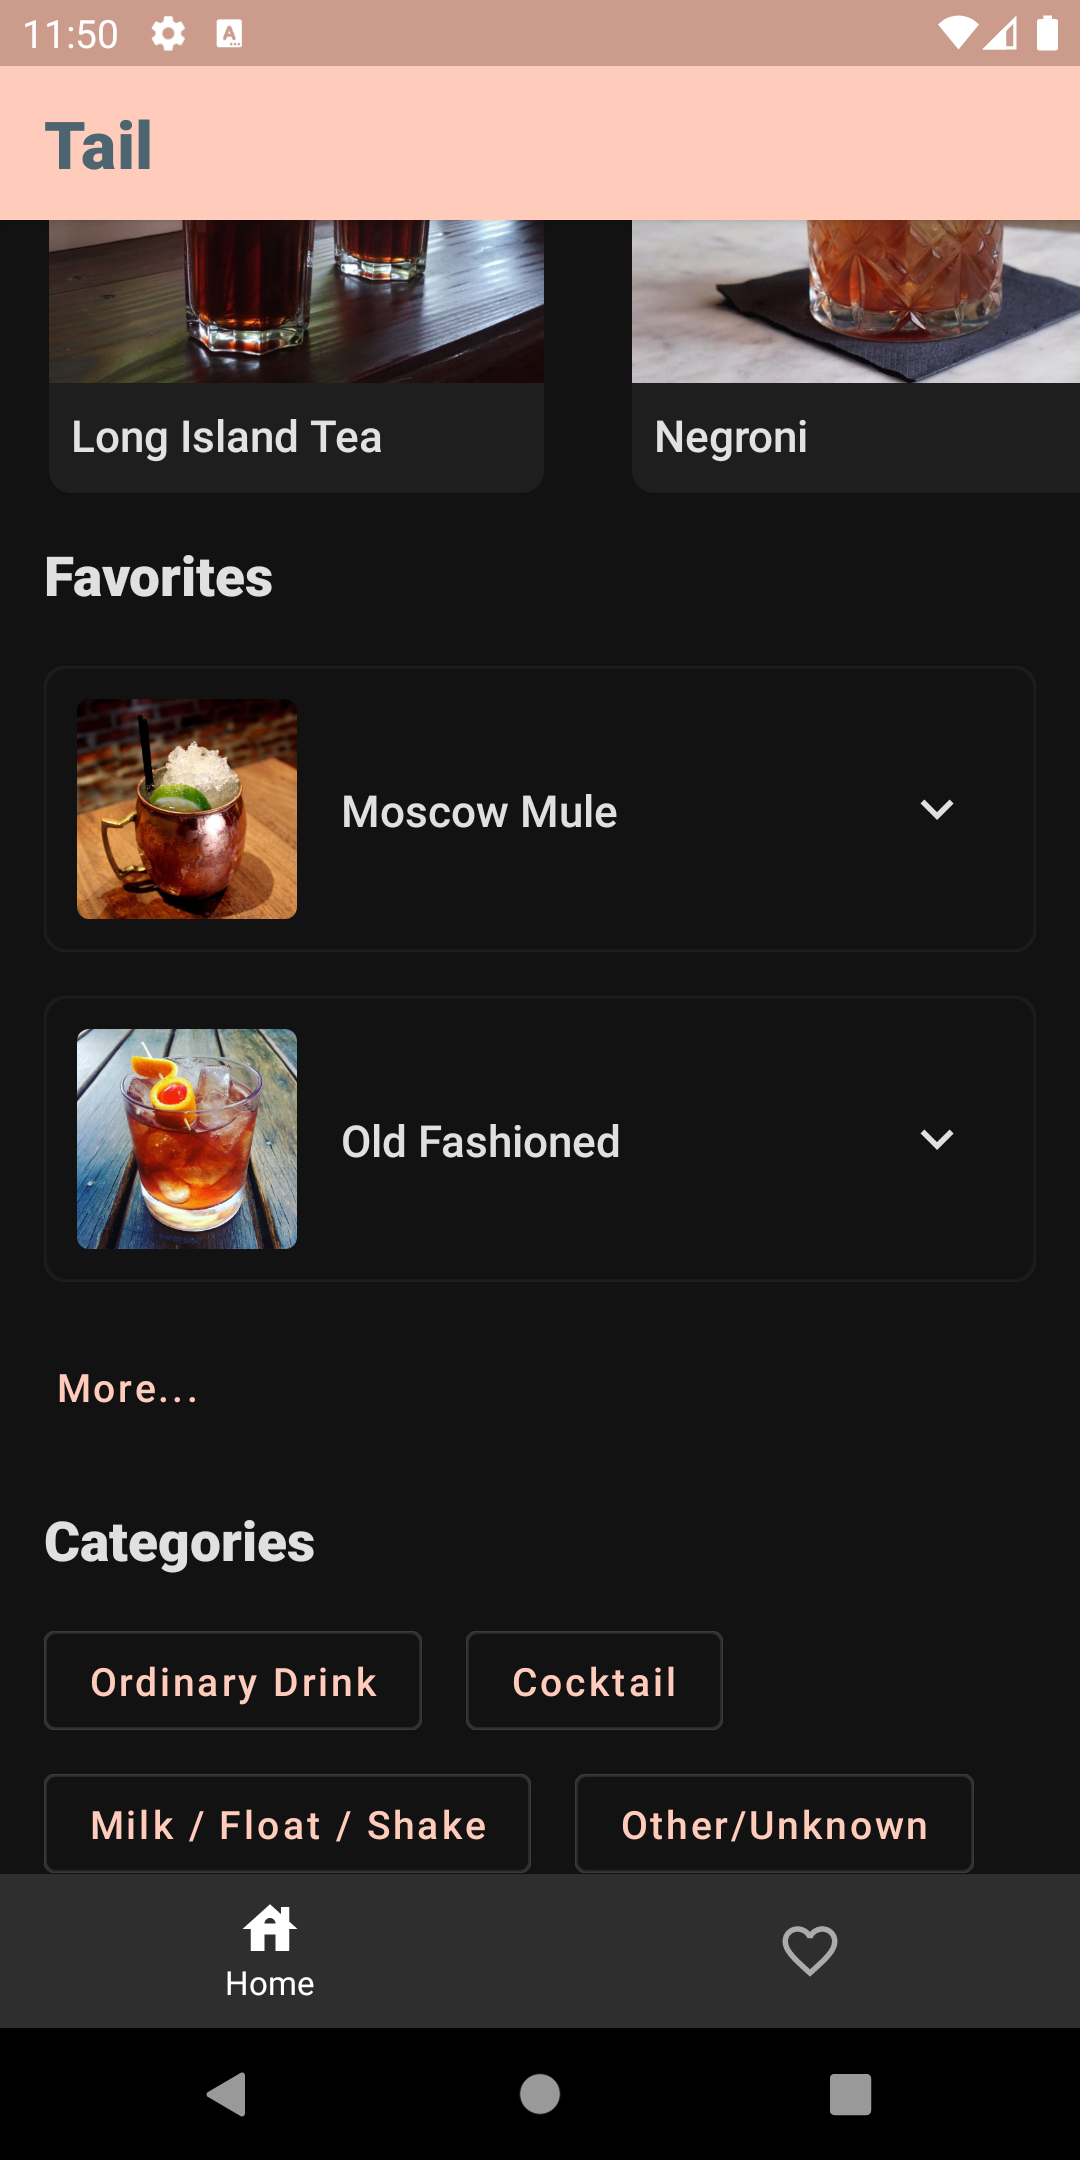 11:50
Tail
Long Island Tea
Negroni
Favorites
Moscow Mule
Old Fashioned
More...
Categories
Ordinary Drink
Cocktail
Milk / Float / Shake
Other/Unknown
Home